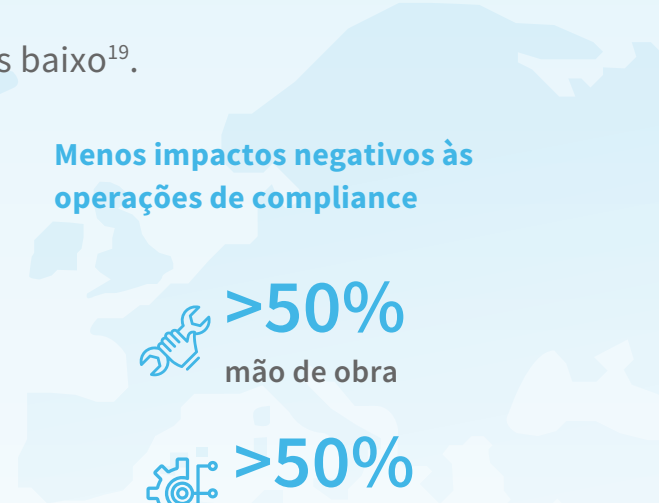 s baixo19.
Menos impactos negativos às
operações de compliance
>50%
mão de obra
>50%